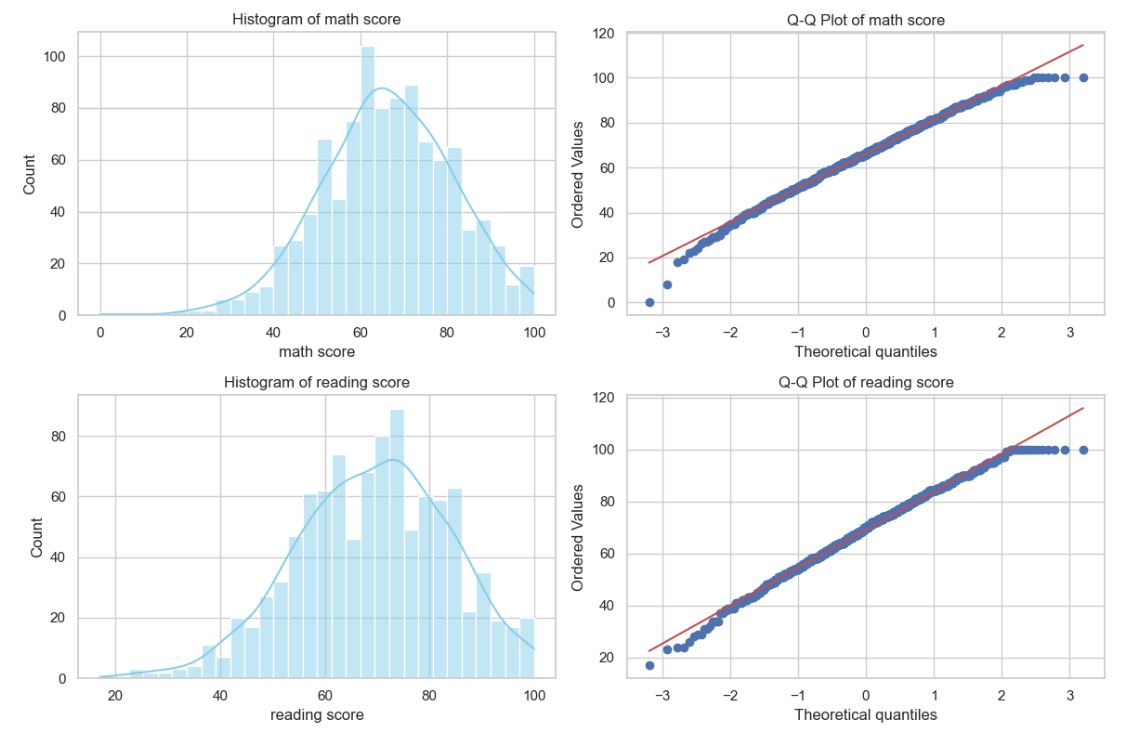 Histogram of math score
Q-Q Plot of math score
100
80
60
40
20
0
Count
0 20 40 60 80 100
math score
120
100
80
60
40
20
0
Ordered Values
−3 −2 −1 0 1 2 3
Theoretical quantiles
Histogram of reading score
Q-Q Plot of reading score
80
60
40
20
0
Count
20 40 60 80 100
reading score
120
100
80
60
40
20
Ordered Values
−3 −2 −1 0 1 2 3
Theoretical quantiles